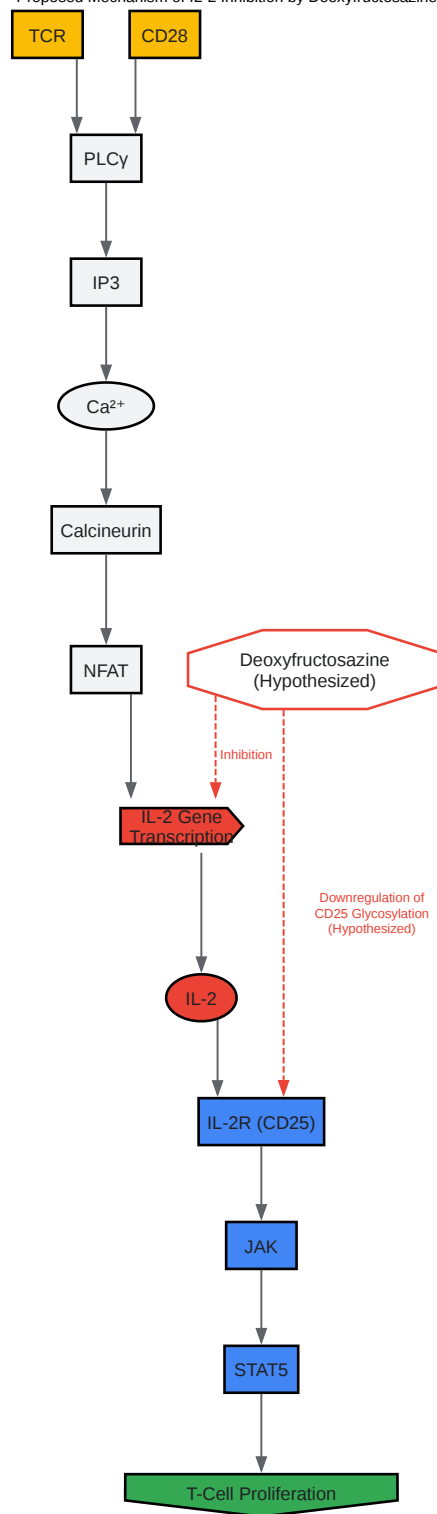 Proposed Mechanism of IL-2 Inhibition by Deoxyfructosazine
TCR
CD28
PLCγ
IP3
Ca²⁺
Calcineurin
NFAT
Deoxyfructosazine
(Hypothesized)
Inhibition
IL-2 Gene
Transcription
Downregulation of
CD25 Glycosylation
(Hypothesized)
IL-2
IL-2R (CD25)
JAK
STAT5
T-Cell Proliferation